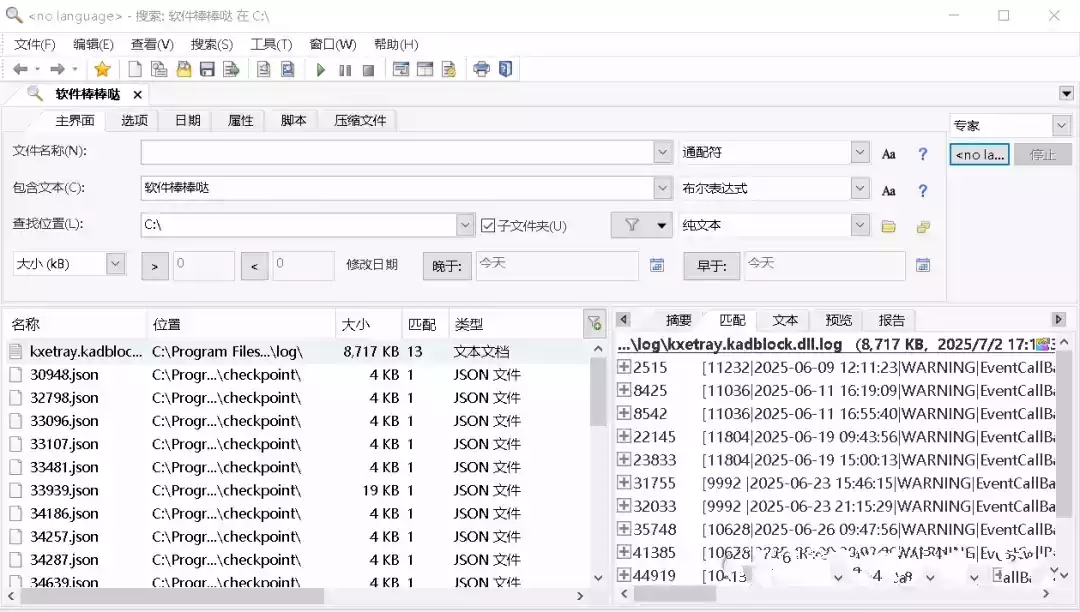 <no language> - 搜索: 软件棒棒哒 在 C:\
文件(F) 编辑(E) 查看(V) 搜索(S) 工具(T) 窗口(W) 帮助(H)
软件棒棒哒
主界面 选项 日期 属性 脚本 压缩文件
专家
文件名称(N): 通配符 Aa ?
<no la... 停止
包含文本(C): 软件棒棒哒 布尔表达式 Aa ?
查找位置(L): C:\ 子文件夹(U) 纯文本
大小 (kB) > 0 < 0 修改日期 晚于: 今天 早于: 今天
名称 位置 大小 匹配 类型
kxetray.kadbloc... C:\Program Files...\log\ 8,717 KB 13 文本文档
30948.json C:\Progr...\checkpoint\ 4 KB 1 JSON 文件
32798.json C:\Progr...\checkpoint\ 4 KB 1 JSON 文件
33096.json C:\Progr...\checkpoint\ 4 KB 1 JSON 文件
33107.json C:\Progr...\checkpoint\ 4 KB 1 JSON 文件
33481.json C:\Progr...\checkpoint\ 4 KB 1 JSON 文件
33939.json C:\Progr...\checkpoint\ 19 KB 1 JSON 文件
34186.json C:\Progr...\checkpoint\ 4 KB 1 JSON 文件
34257.json C:\Progr...\checkpoint\ 4 KB 1 JSON 文件
34287.json C:\Progr...\checkpoint\ 4 KB 1 JSON 文件
34639.json C:\Progr...\checkpoint\ 4 KB 1 JSON 文件
摘要 匹配 文本 预览 报告
...\log\kxetray.kadblock.dll.log (8,717 KB, 2025/7/2 17:1
2515 [11232|2025-06-09 12:11:23|WARNING|EventCallBa
8425 [11036|2025-06-11 16:19:09|WARNING|EventCallBa
8542 [11036|2025-06-11 16:55:40|WARNING|EventCallBa
22145 [11804|2025-06-19 09:43:56|WARNING|EventCallBa
23833 [11804|2025-06-19 15:00:13|WARNING|EventCallBa
31755 [9992 |2025-06-23 15:46:15|WARNING|EventCallBa
32033 [9992 |2025-06-23 21:15:29|WARNING|EventCallBa
35748 [10628|2025-06-26 09:47:56|WARNING|EventCallBa
41385 [10628
44919